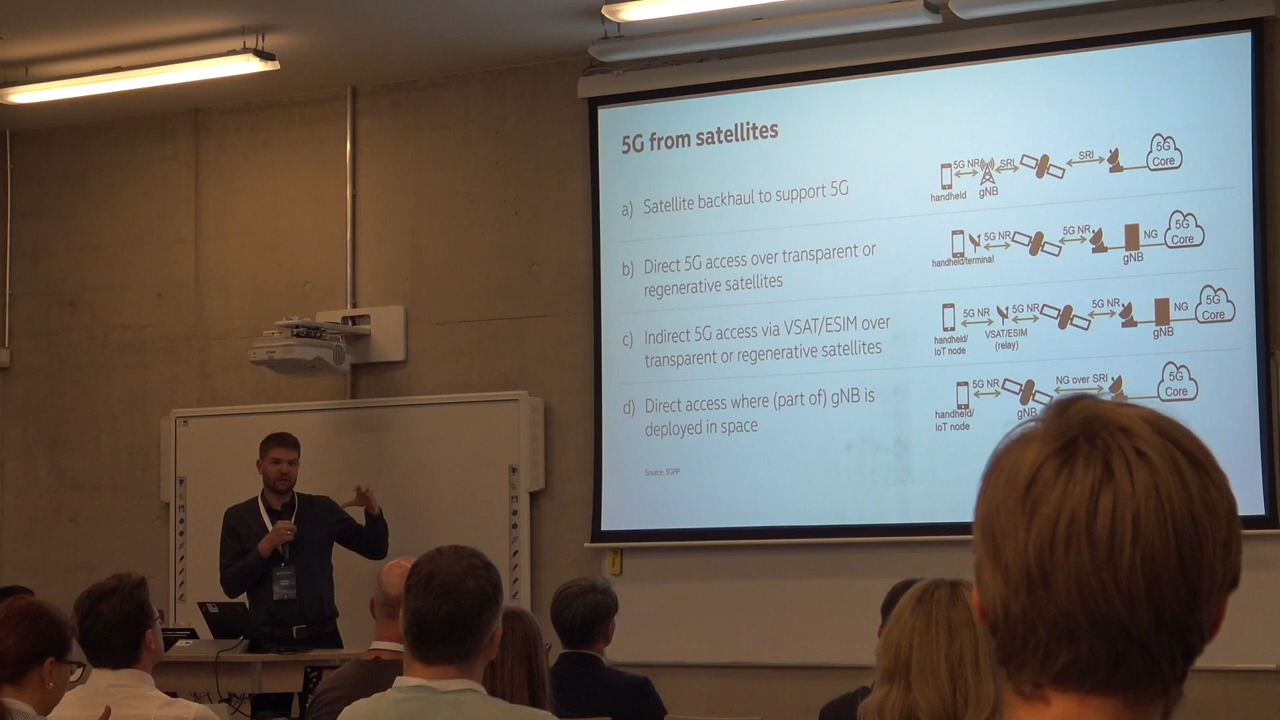 5G from satellites
a) Satellite backhaul to support 5G
5G NR SRI SRI 5G Core
handheld gNB
b) Direct 5G access over transparent or
regenerative satellites
5G NR 5G NR NG 5G Core
handheld/terminal gNB
c) Indirect 5G access via VSAT/ESIM over
transparent or regenerative satellites
5G NR 5G NR 5G NR NG 5G Core
handheld/ VSAT/ESIM gNB
IoT node (relay)
d) Direct access where (part of) gNB is
deployed in space
5G NR NG over SRI 5G Core
handheld/ gNB
IoT node
Source: 3GPP